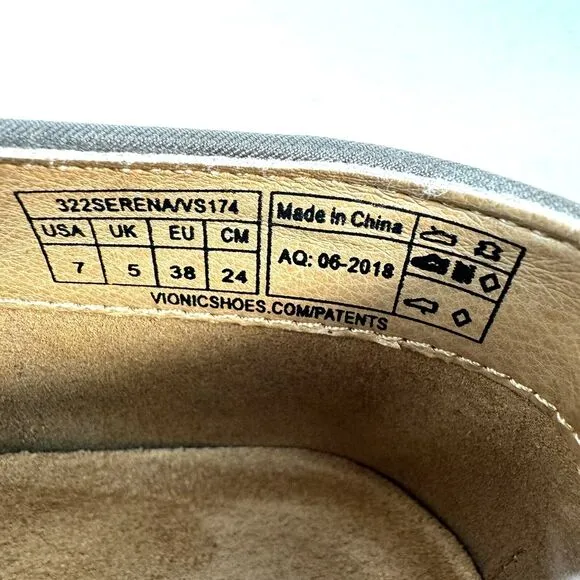 322SERENA/VS174
USA UK EU CM
7 5 38 24
Made in China
AQ: 06-2018
VIONICSHOES.COM/PATENTS